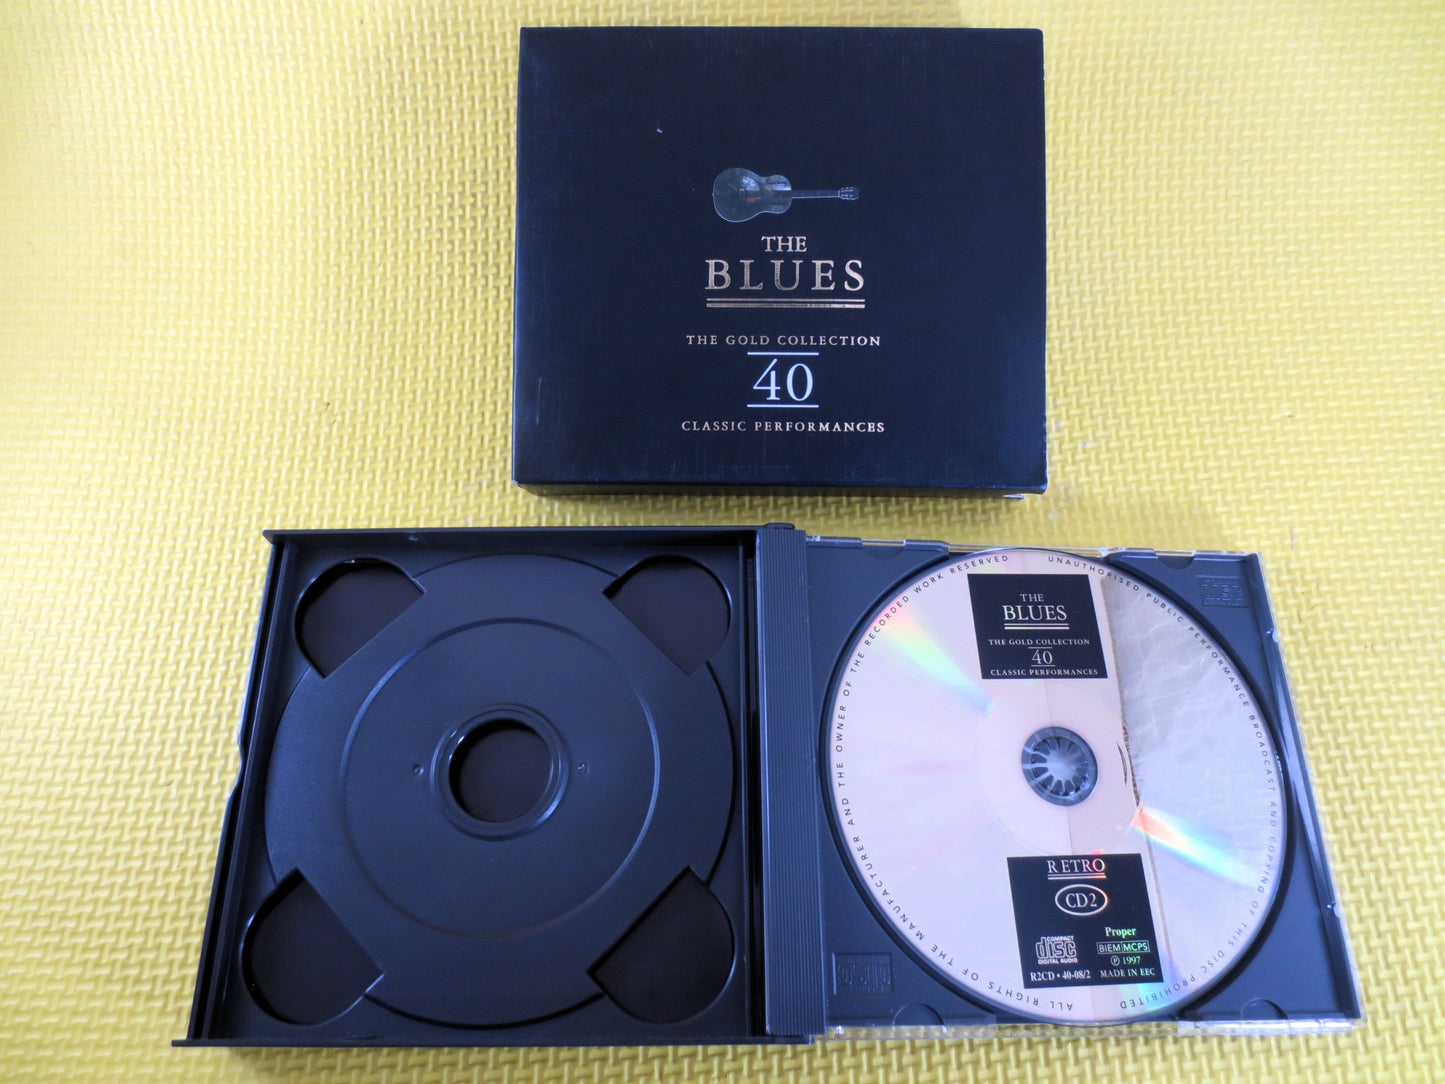 THE
BLUES
THE GOLD COLLECTION
40
CLASSIC PERFORMANCES
ALL RIGHTS OF THE MANUFACTURER AND THE OWNER OF THE RECORDED WORK RESERVED
UNAUTHORISED PUBLIC PERFORMANCE BROADCAST AND COPYING OF THIS DISC PROHIBITED
THE
BLUES
THE GOLD COLLECTION
40
CLASSIC PERFORMANCES
RETRO
CD2
COMPACT
disc
DIGITAL AUDIO
R2CD • 40-08/2
Proper
BIEM MCPS
Ⓟ 1997
MADE IN EEC